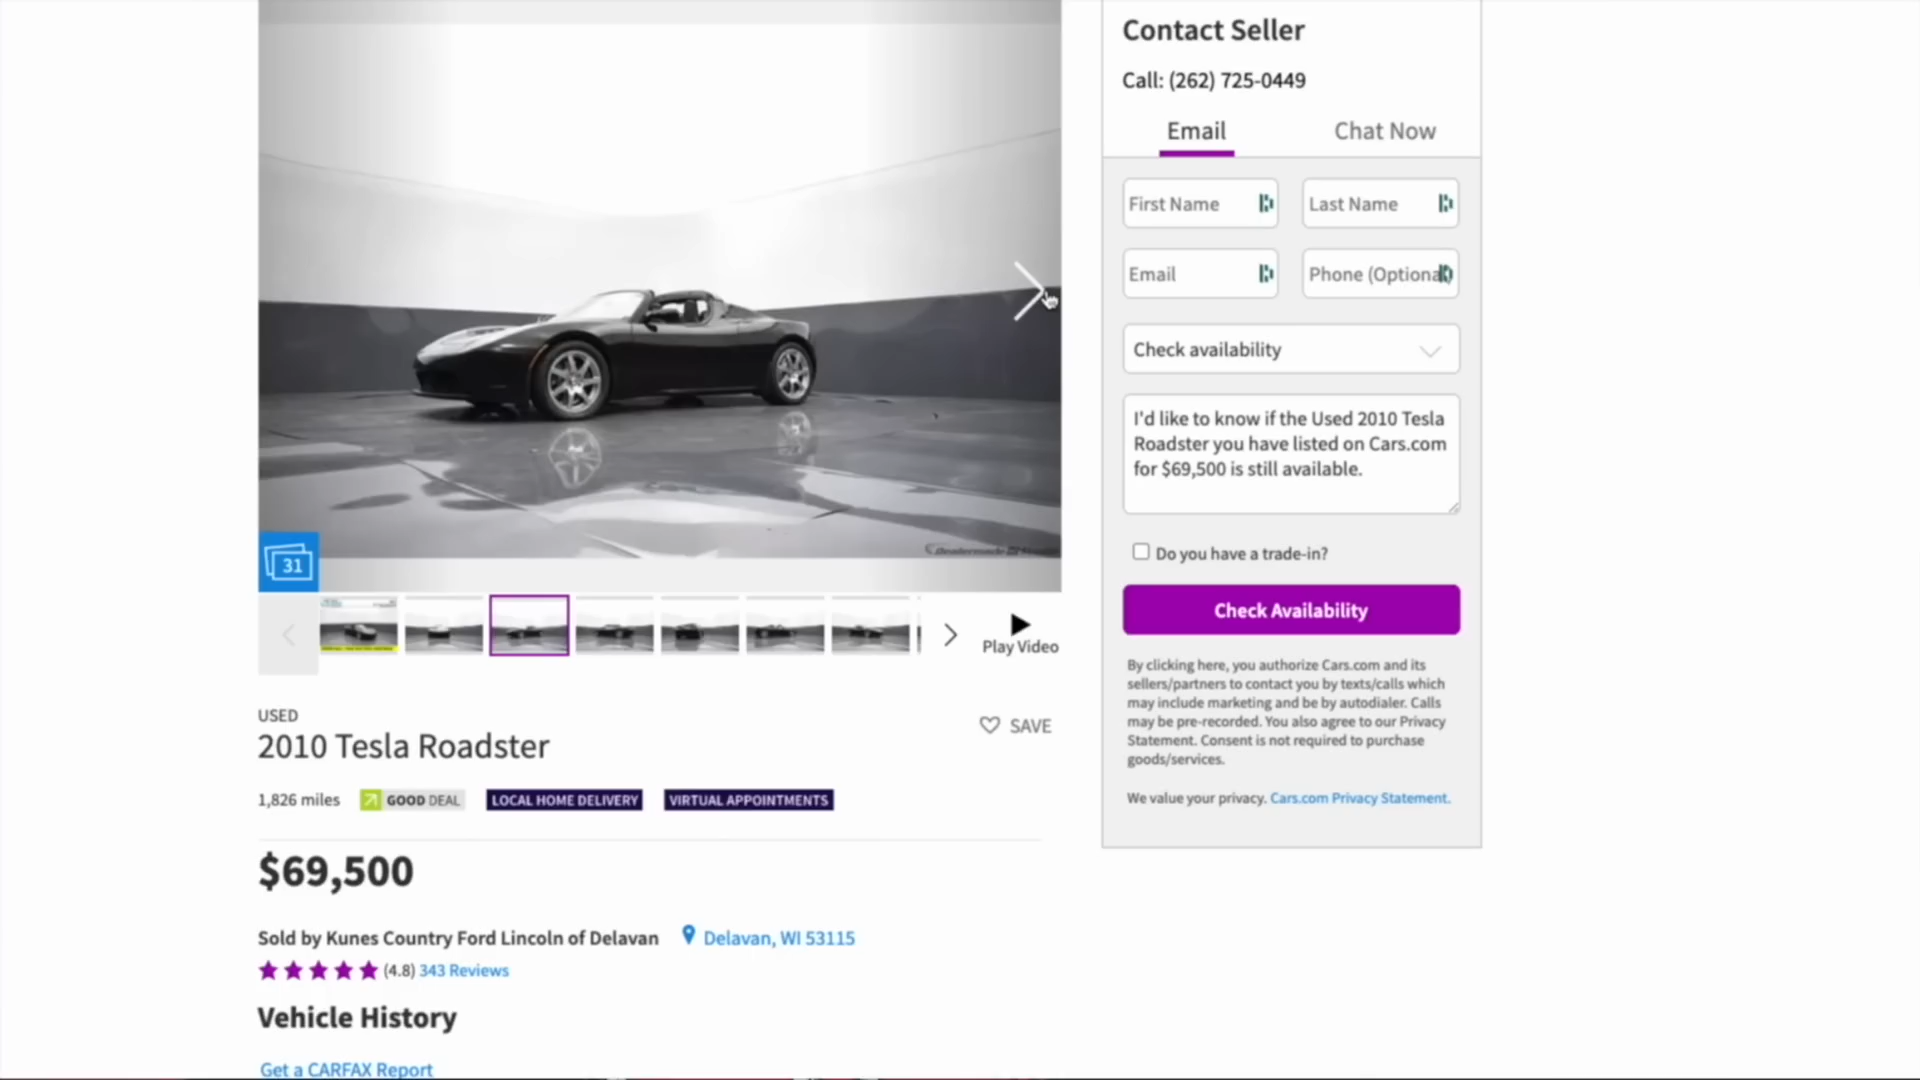 Contact Seller
Call: (262) 725-0449
Email
Chat Now
First Name
Last Name
Email
Phone (Optional)
Check availability
I'd like to know if the Used 2010 Tesla
Roadster you have listed on Cars.com
for $69,500 is still available.
Do you have a trade-in?
Check Availability
By clicking here, you authorize Cars.com and its
sellers/partners to contact you by texts/calls which
may include marketing and be by autodialer. Calls
may be pre-recorded. You also agree to our Privacy
Statement. Consent is not required to purchase
goods/services.
We value your privacy. Cars.com Privacy Statement.
31
Play Video
USED
2010 Tesla Roadster
SAVE
1,826 miles
GOOD DEAL
LOCAL HOME DELIVERY
VIRTUAL APPOINTMENTS
$69,500
Sold by Kunes Country Ford Lincoln of Delavan
Delavan, WI 53115
(4.8) 343 Reviews
Vehicle History
Get a CARFAX Report